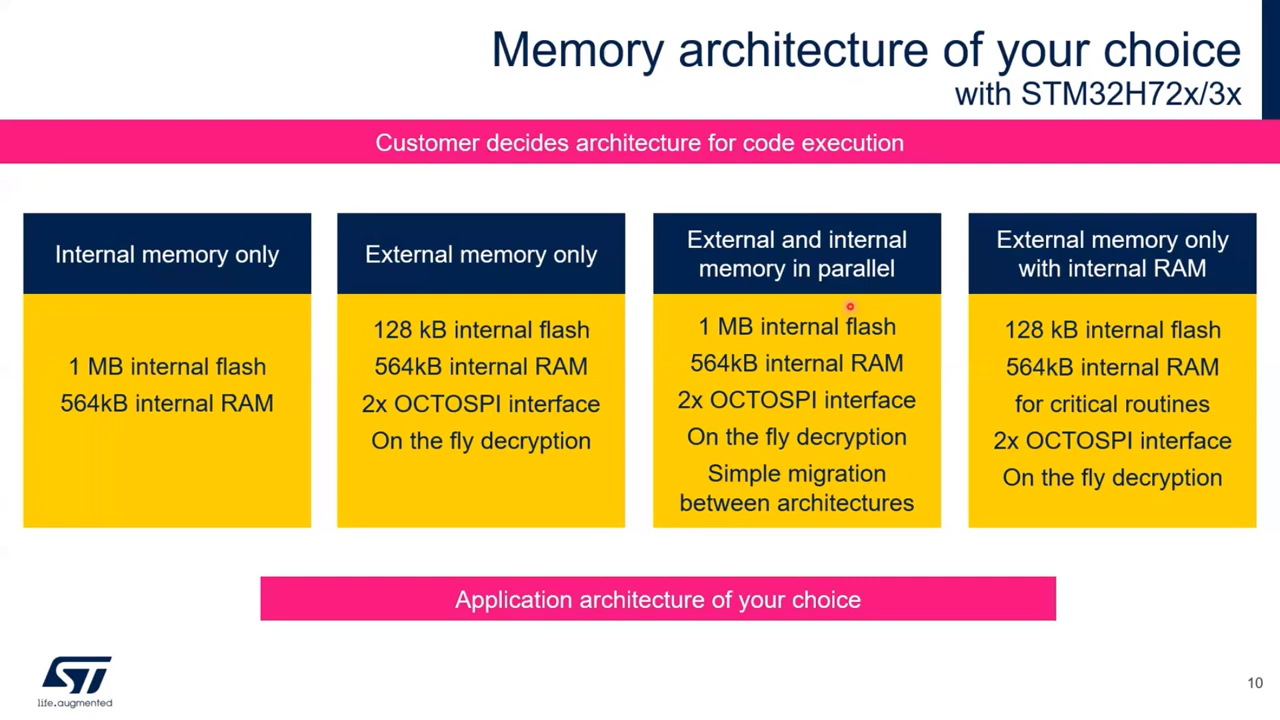 Memory architecture of your choice
with STM32H72x/3x
Customer decides architecture for code execution
Internal memory only
1 MB internal flash
564kB internal RAM
External memory only
128 kB internal flash
564kB internal RAM
2x OCTOSPI interface
On the fly decryption
External and internal
memory in parallel
1 MB internal flash
564kB internal RAM
2x OCTOSPI interface
On the fly decryption
Simple migration
between architectures
External memory only
with internal RAM
128 kB internal flash
564kB internal RAM
for critical routines
2x OCTOSPI interface
On the fly decryption
Application architecture of your choice
ST
life.augmented
10